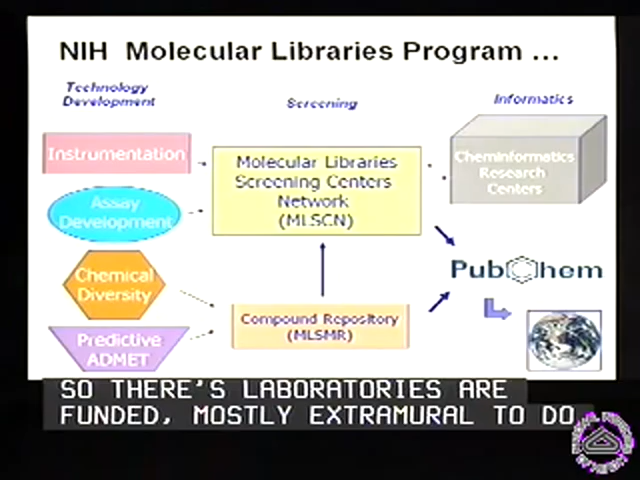 NIH Molecular Libraries Program ...
Technology
Development
Screening
Informatics
Instrumentation
Assay
Development
Chemical
Diversity
Predictive
ADMET
Molecular Libraries
Screening Centers
Network
(MLSCN)
Compound Repository
(MLSMR)
Cheminformatics
Research
Centers
PubChem
SO THERE'S LABORATORIES ARE
FUNDED, MOSTLY EXTRAMURAL TO DO